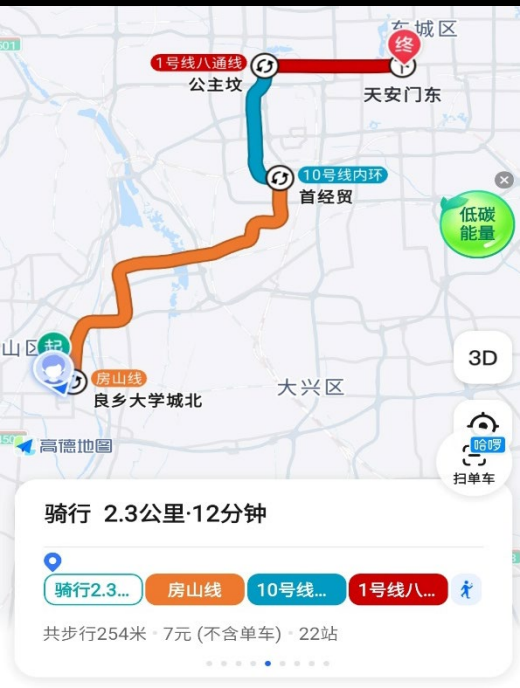 东城区
终
1号线八通线
公主坟
天安门东
10号线内环
首经贸
低碳
能量
山区
起
3D
房山线
良乡大学城北
大兴区
高德地图
哈啰
扫单车
骑行 2.3公里·12分钟
骑行2.3...
房山线
10号线...
1号线八...
共步行254米 · 7元 (不含单车) · 22站